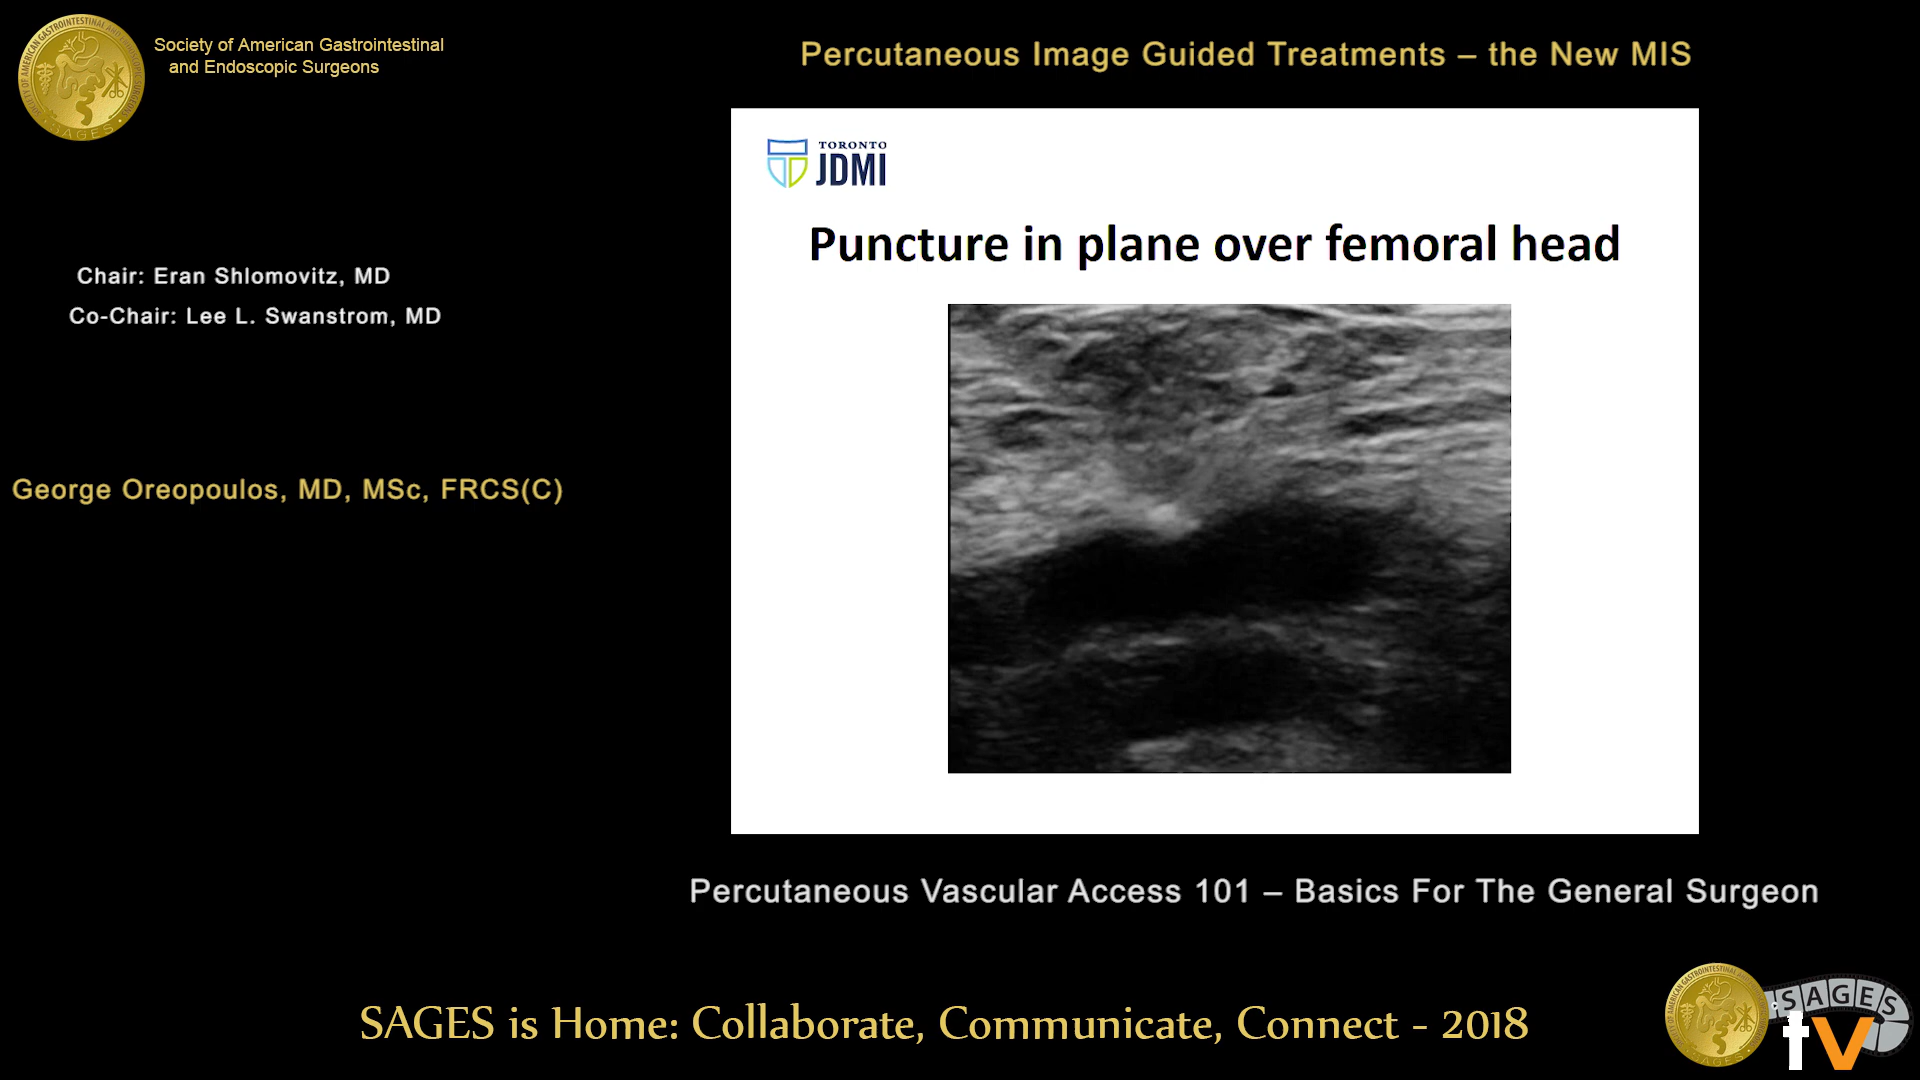 Society of American Gastrointestinal
and Endoscopic Surgeons
Percutaneous Image Guided Treatments – the New MIS
TORONTO
JDMI
Puncture in plane over femoral head
Chair: Eran Shlomovitz, MD
Co-Chair: Lee L. Swanstrom, MD
George Oreopoulos, MD, MSc, FRCS(C)
Percutaneous Vascular Access 101 – Basics For The General Surgeon
SAGES is Home: Collaborate, Communicate, Connect - 2018
SAGES
tv